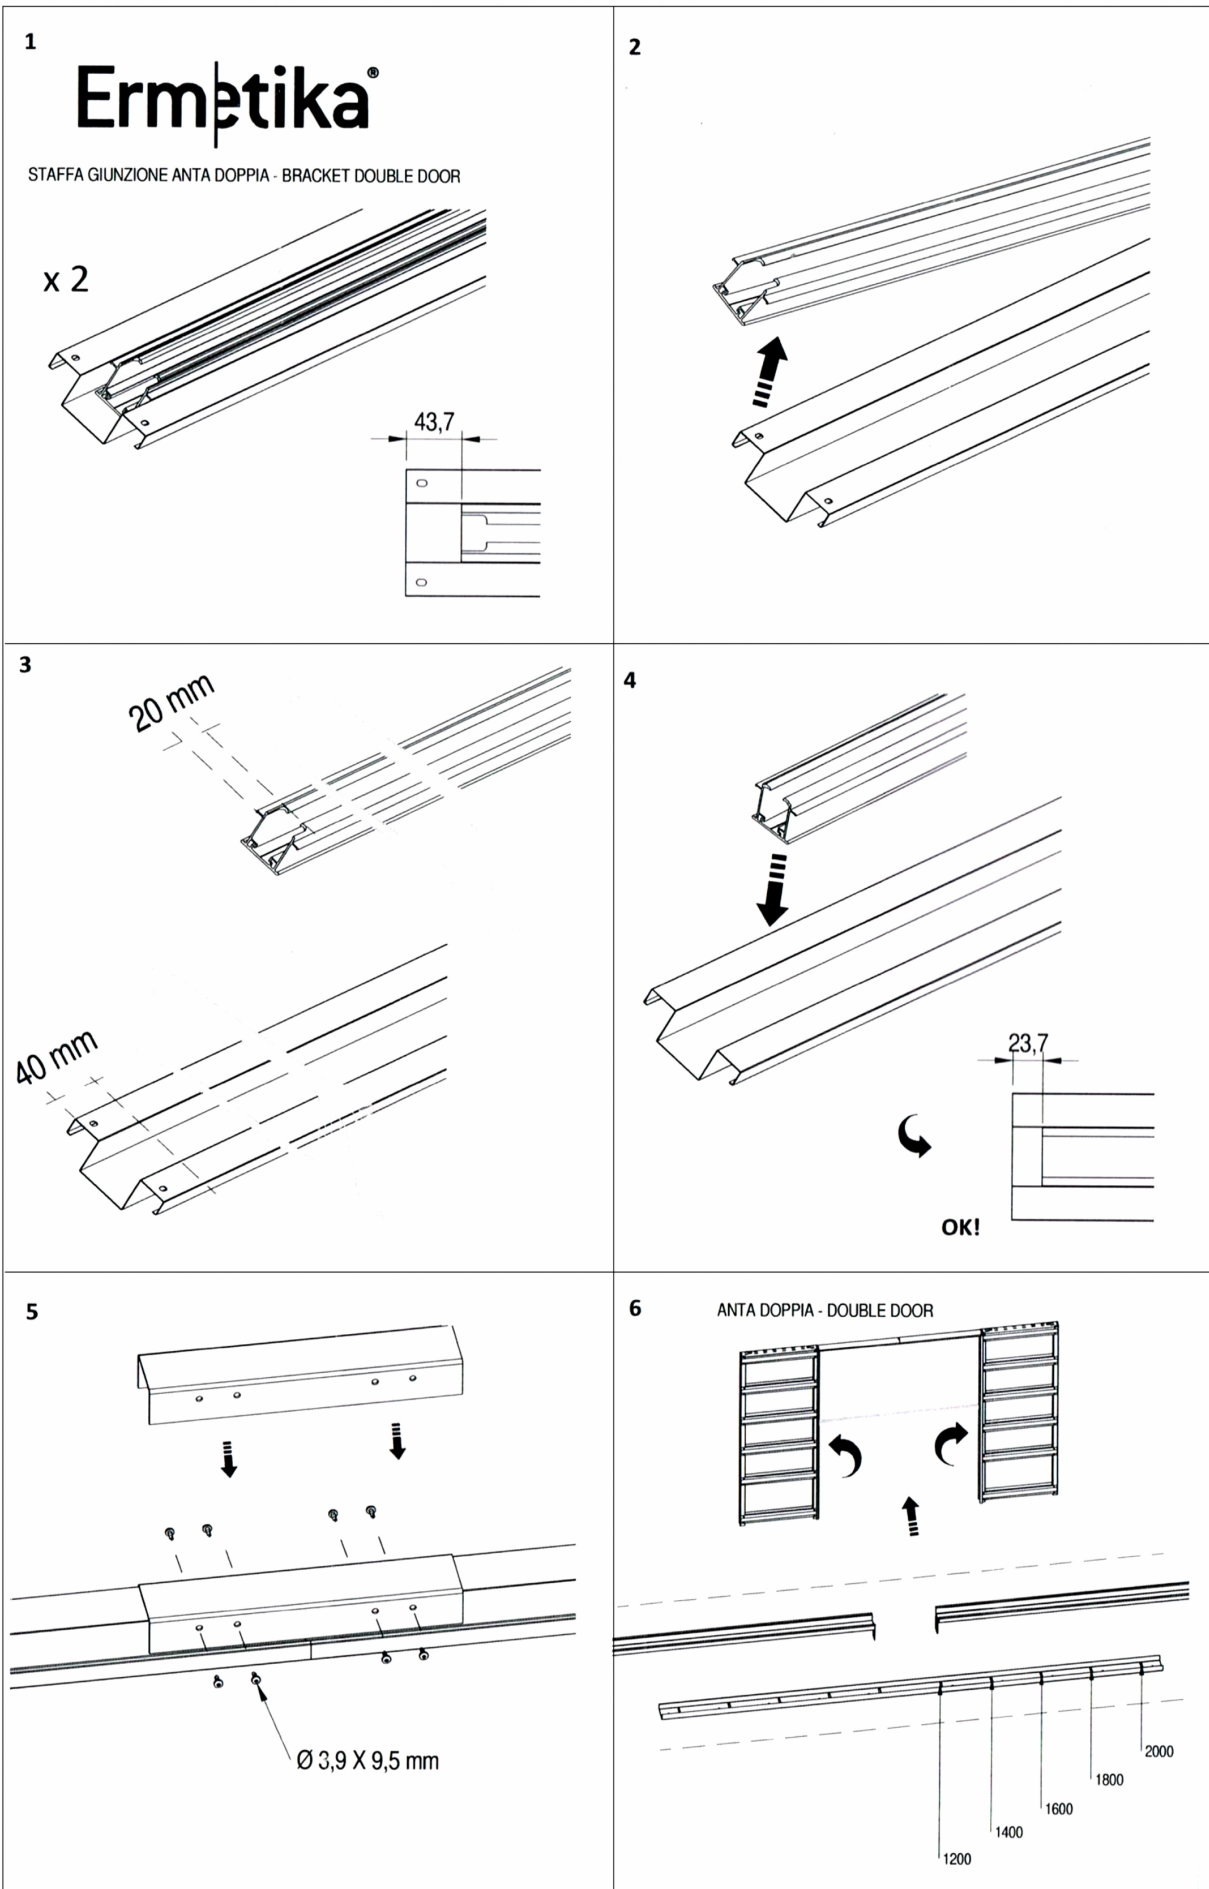 1
Ermetika®
STAFFA GIUNZIONE ANTA DOPPIA - BRACKET DOUBLE DOOR
x 2
43,7
2
3
20 mm
40 mm
4
23,7
OK!
5
Ø 3,9 X 9,5 mm
6
ANTA DOPPIA - DOUBLE DOOR
2000
1800
1600
1400
1200